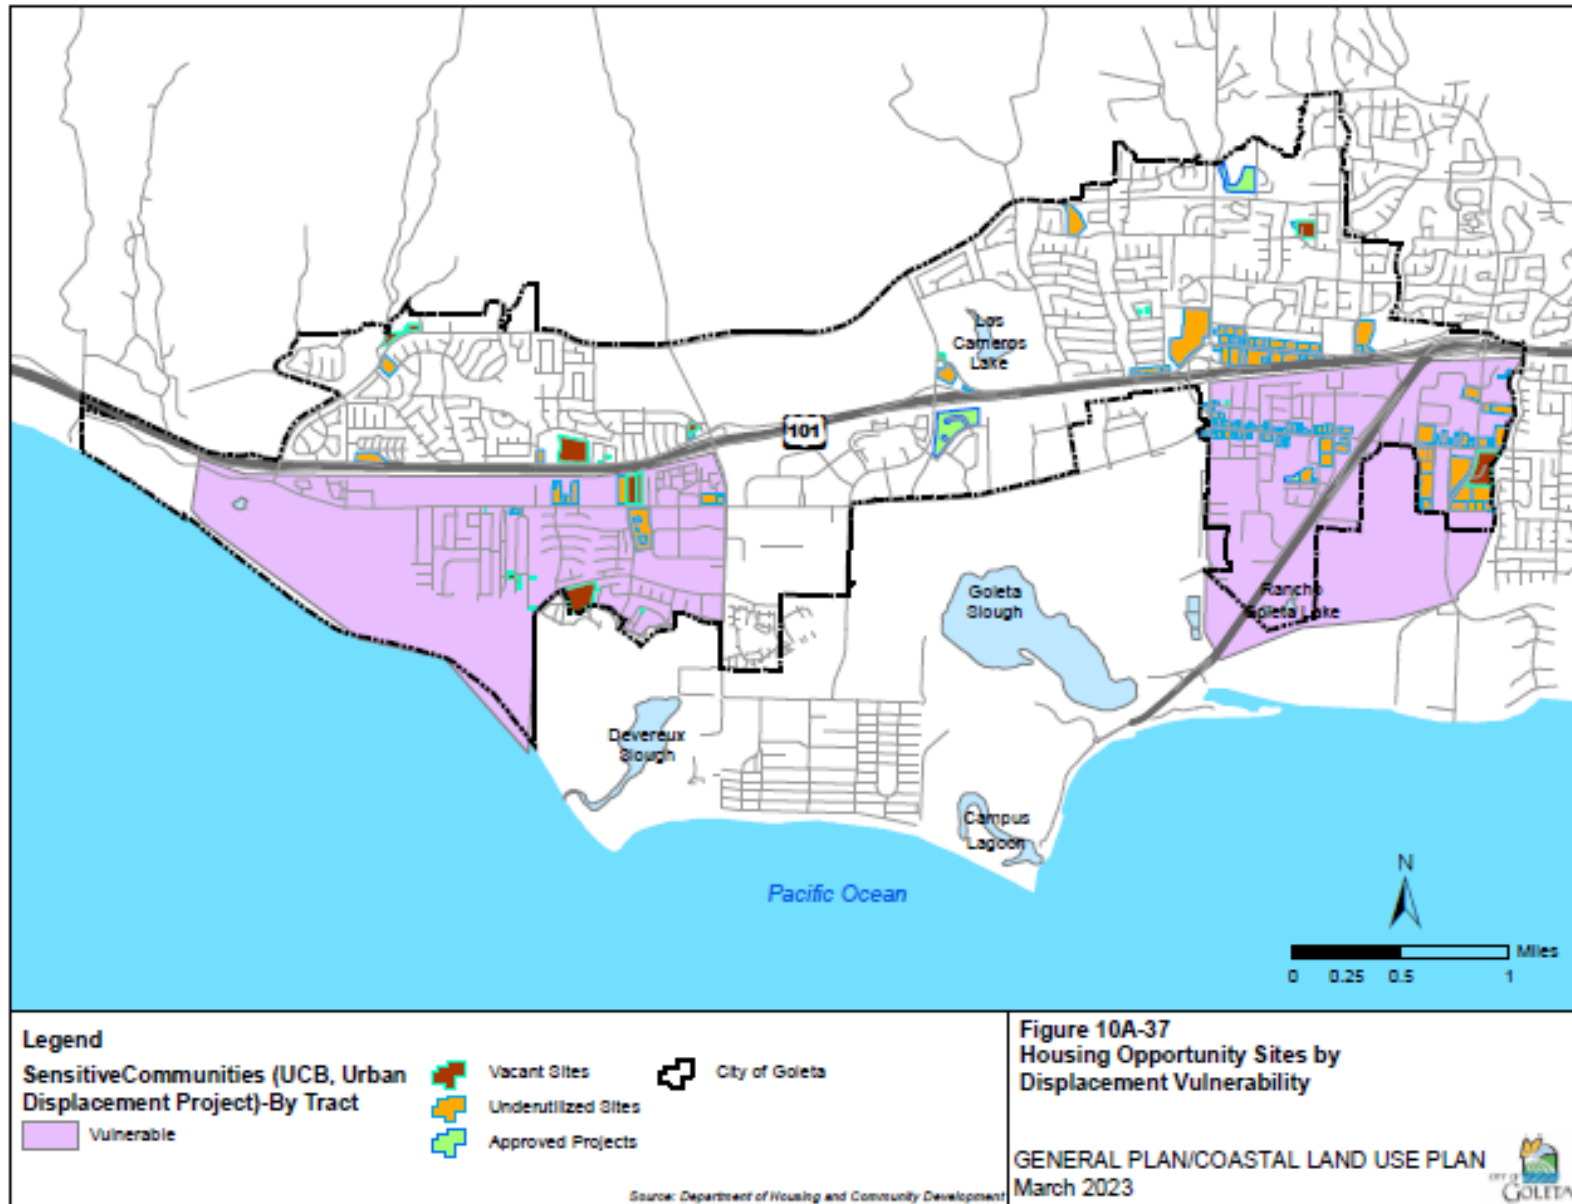 Los
Carneros
Lake
101
Goleta
Slough
Rancho
Goleta Lake
Devereux
Slough
Campus
Lagoon
Pacific Ocean
N
Miles
0 0.25 0.5 1
Legend
SensitiveCommunities (UCB, Urban
Displacement Project)-By Tract
Vulnerable
Vacant Sites
Underutilized Sites
Approved Projects
City of Goleta
Source: Department of Housing and Community Development
Figure 10A-37
Housing Opportunity Sites by
Displacement Vulnerability
GENERAL PLAN/COASTAL LAND USE PLAN
March 2023
CITY OF
GOLETA